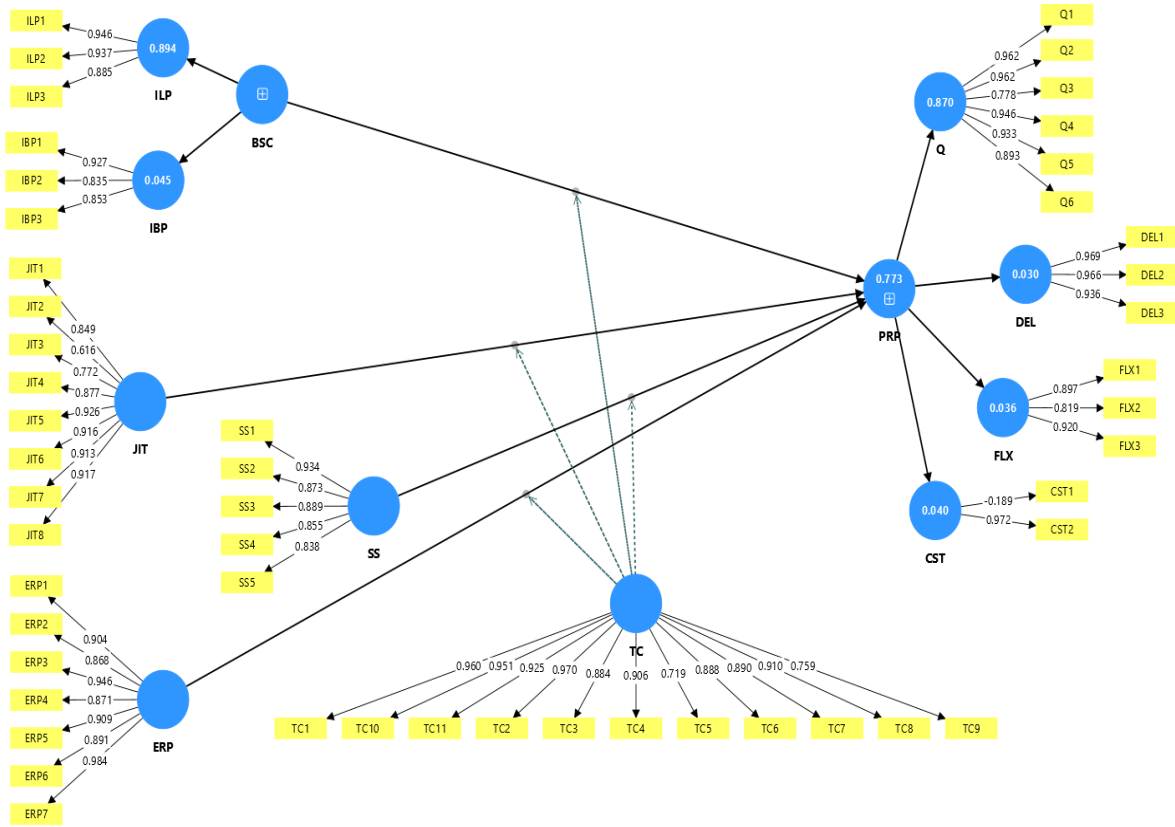 ILP1
ILP2
ILP3
0.946
0.937
0.885
0.894
ILP
BSC
IBP1
IBP2
IBP3
0.927
0.835
0.853
0.045
IBP
JIT1
JIT2
JIT3
JIT4
JIT5
JIT6
JIT7
JIT8
0.849
0.616
0.772
0.877
0.926
0.916
0.913
0.917
JIT
SS1
SS2
SS3
SS4
SS5
0.934
0.873
0.889
0.855
0.838
SS
ERP1
ERP2
ERP3
ERP4
ERP5
ERP6
ERP7
0.904
0.868
0.946
0.871
0.909
0.891
0.984
ERP
TC
0.960
0.951
0.925
0.970
0.884
0.906
0.719
0.888
0.890
0.910
0.759
TC1
TC10
TC11
TC2
TC3
TC4
TC5
TC6
TC7
TC8
TC9
0.773
PRP
0.870
Q
0.962
0.962
0.778
0.946
0.933
0.893
Q1
Q2
Q3
Q4
Q5
Q6
0.030
DEL
0.969
0.966
0.936
DEL1
DEL2
DEL3
0.036
FLX
0.897
0.819
0.920
FLX1
FLX2
FLX3
0.040
CST
-0.189
0.972
CST1
CST2